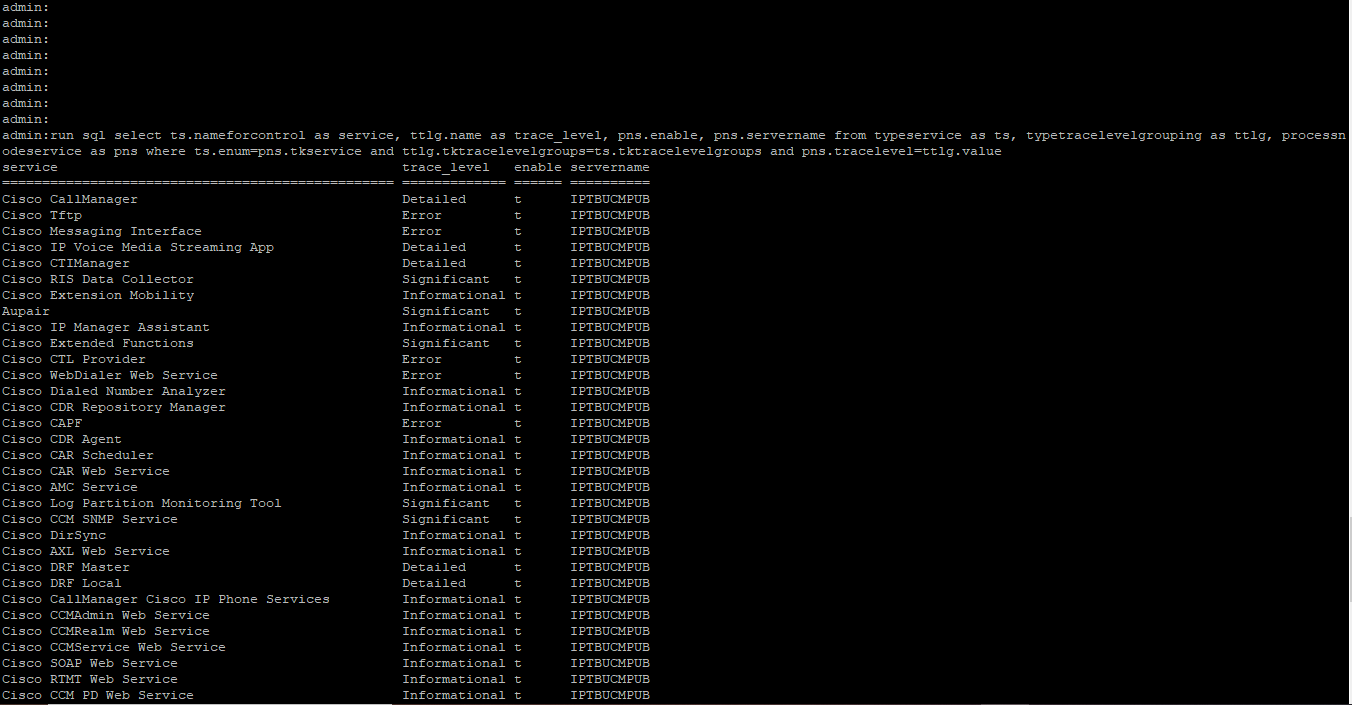 admin:
admin:
admin:
admin:
admin:
admin:
admin:
admin:
admin:run sql select ts.nameforcontrol as service, ttlg.name as trace_level, pns.enable, pns.servername from typeservice as ts, typetracelevelgrouping as ttlg, processn
odeservice as pns where ts.enum=pns.tkservice and ttlg.tktracelevelgroups=ts.tktracelevelgroups and pns.tracelevel=ttlg.value
service                                           trace_level   enable servername
================================================= ============= ====== ==========
Cisco CallManager                                 Detailed      t      IPTBUCMPUB
Cisco Tftp                                        Error         t      IPTBUCMPUB
Cisco Messaging Interface                         Error         t      IPTBUCMPUB
Cisco IP Voice Media Streaming App                Detailed      t      IPTBUCMPUB
Cisco CTIManager                                  Detailed      t      IPTBUCMPUB
Cisco RIS Data Collector                          Significant   t      IPTBUCMPUB
Cisco Extension Mobility                          Informational t      IPTBUCMPUB
Aupair                                            Significant   t      IPTBUCMPUB
Cisco IP Manager Assistant                        Informational t      IPTBUCMPUB
Cisco Extended Functions                          Significant   t      IPTBUCMPUB
Cisco CTL Provider                                Error         t      IPTBUCMPUB
Cisco WebDialer Web Service                       Error         t      IPTBUCMPUB
Cisco Dialed Number Analyzer                      Informational t      IPTBUCMPUB
Cisco CDR Repository Manager                      Informational t      IPTBUCMPUB
Cisco CAPF                                        Error         t      IPTBUCMPUB
Cisco CDR Agent                                   Informational t      IPTBUCMPUB
Cisco CAR Scheduler                               Informational t      IPTBUCMPUB
Cisco CAR Web Service                             Informational t      IPTBUCMPUB
Cisco AMC Service                                 Informational t      IPTBUCMPUB
Cisco Log Partition Monitoring Tool               Significant   t      IPTBUCMPUB
Cisco CCM SNMP Service                            Significant   t      IPTBUCMPUB
Cisco DirSync                                     Informational t      IPTBUCMPUB
Cisco AXL Web Service                             Informational t      IPTBUCMPUB
Cisco DRF Master                                  Detailed      t      IPTBUCMPUB
Cisco DRF Local                                   Detailed      t      IPTBUCMPUB
Cisco CallManager Cisco IP Phone Services         Informational t      IPTBUCMPUB
Cisco CCMAdmin Web Service                        Informational t      IPTBUCMPUB
Cisco CCMRealm Web Service                        Informational t      IPTBUCMPUB
Cisco CCMService Web Service                      Informational t      IPTBUCMPUB
Cisco SOAP Web Service                            Informational t      IPTBUCMPUB
Cisco RTMT Web Service                            Informational t      IPTBUCMPUB
Cisco CCM PD Web Service                          Informational t      IPTBUCMPUB